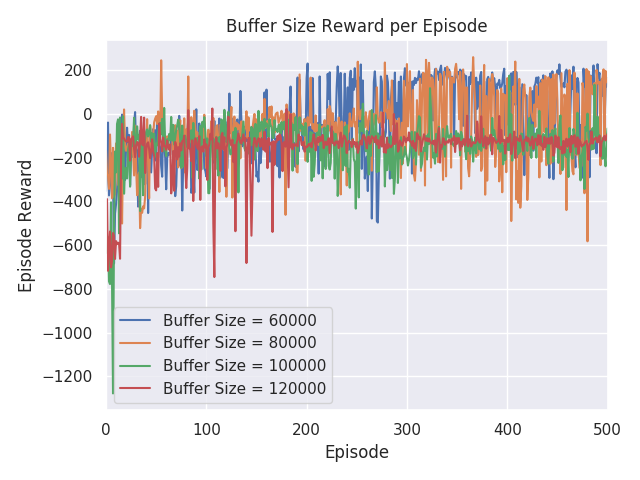 Buffer Size Reward per Episode
Episode Reward
200
0
−200
−400
−600
−800
−1000
−1200
Buffer Size = 60000
Buffer Size = 80000
Buffer Size = 100000
Buffer Size = 120000
0 100 200 300 400 500
Episode